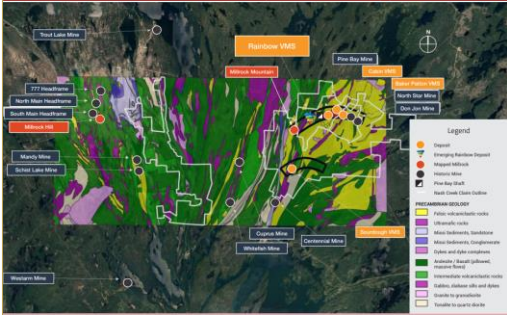 Trout Lake Mine
Rainbow VMS
N
Pine Bay Mine
Millrock Mountain
Cabin VMS
777 Headframe
Baker Patton VMS
North Main Headframe
North Star Mine
South Main Headframe
Don Jon Mine
Millrock Hill
Mandy Mine
Schist Lake Mine
Cuprus Mine
Sourdough VMS
Centennial Mine
Whitefish Mine
Westarm Mine
Legend
Deposit
Emerging Rainbow Deposit
Mapped Millrock
Historic Mine
Pine Bay Shaft
Claim Outline
PRECAMBRIAN GEOLOGY
Felsic volcaniclastic rocks
Ultramafic rocks
Missi Sediments, Sandstone
Missi Sediments, Conglomerate
Dykes and dyke complexes
Andesite / Basalt (pillowed,
massive flows)
Intermediate volcaniclastic rocks
Gabbro, diabase sills and dykes
Granite to granodiorite
Tonalite to quartz diorite